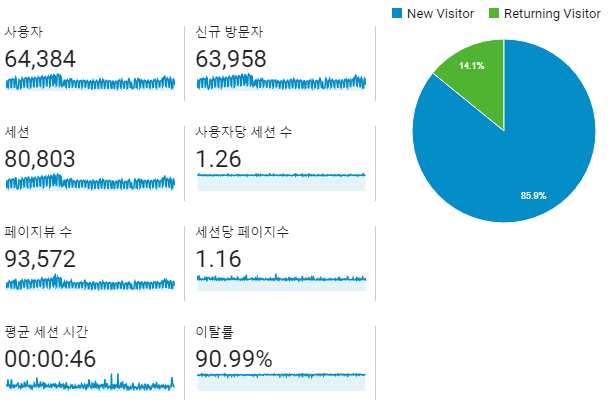 New Visitor
Returning Visitor
사용자
64,384
신규 방문자
63,958
14.1%
85.9%
세션
80,803
사용자당 세션 수
1.26
페이지뷰 수
93,572
세션당 페이지수
1.16
평균 세션 시간
00:00:46
이탈률
90.99%